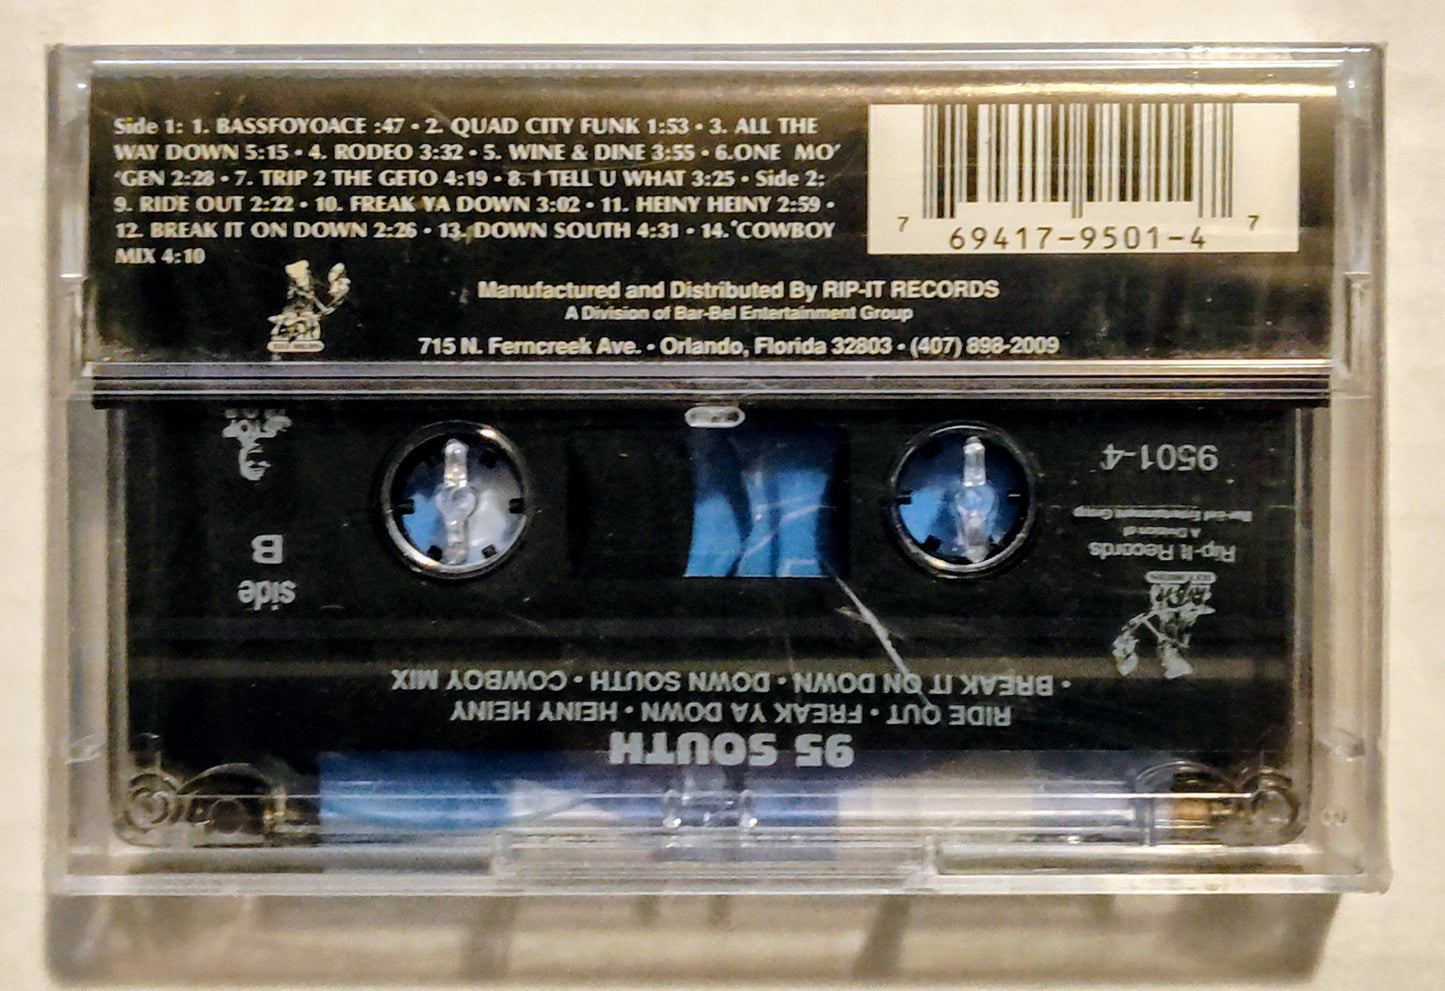 Side 1: 1. BASSFOYOACE :47 • 2. QUAD CITY FUNK 1:53 • 3. ALL THE
WAY DOWN 5:15 • 4. RODEO 3:32 • 5. WINE & DINE 3:55 • 6.ONE MO'
'GEN 2:28 • 7. TRIP 2 THE GETO 4:19 • 8. I TELL U WHAT 3:25 • Side 2:
9. RIDE OUT 2:22 • 10. FREAK YA DOWN 3:02 • 11. HEINY HEINY 2:59 •
12. BREAK IT ON DOWN 2:26 • 13. DOWN SOUTH 4:31 • 14. COWBOY
MIX 4:10
7 69417-9501-4 7
Manufactured and Distributed By RIP-IT RECORDS
A Division of Bar-Bel Entertainment Group
715 N. Ferncreek Ave. • Orlando, Florida 32803 • (407) 898-2009
95 SOUTH
RIDE OUT • FREAK YA DOWN • HEINY HEINY
• BREAK IT ON DOWN • DOWN SOUTH • COWBOY MIX
Rip-It Records
A Division of
Bar-Bel Entertainment Group
9501-4
side
B